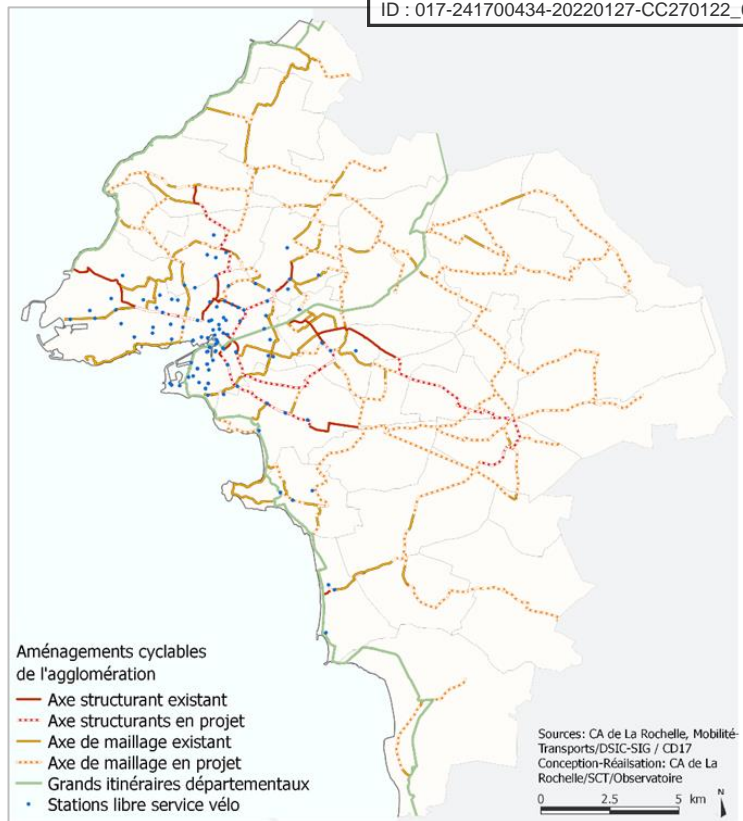 ID : 017-241700434-20220127-CC270122_
Aménagements cyclables
de l'agglomération
Axe structurant existant
Axe structurants en projet
Axe de maillage existant
Axe de maillage en projet
Grands itinéraires départementaux
Stations libre service vélo
Sources: CA de La Rochelle, Mobilité-
Transports/DSIC-SIG / CD17
Conception-Réalisation: CA de La
Rochelle/SCT/Observatoire
0 2.5 5 km
N